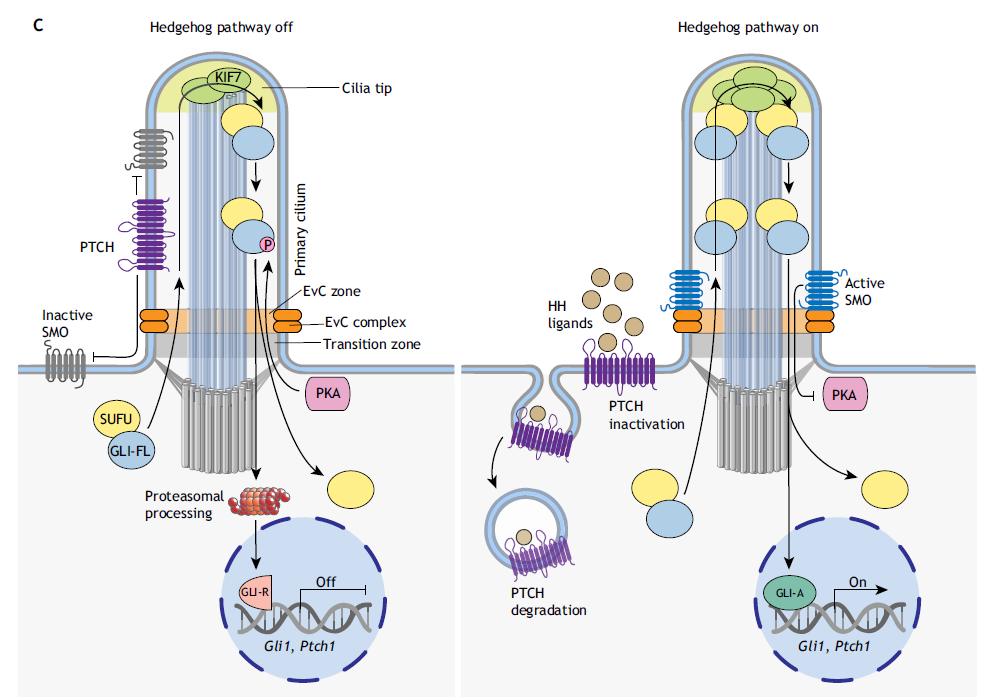 C
Hedgehog pathway off
KIF7
Cilia tip
PTCH
P
Primary cilium
EvC zone
Inactive
SMO
EvC complex
Transition zone
PKA
SUFU
GLI-FL
Proteasomal
processing
GLI-R
Off
Gli1, Ptch1
Hedgehog pathway on
HH
ligands
Active
SMO
PKA
PTCH
inactivation
PTCH
degradation
GLI-A
On
Gli1, Ptch1